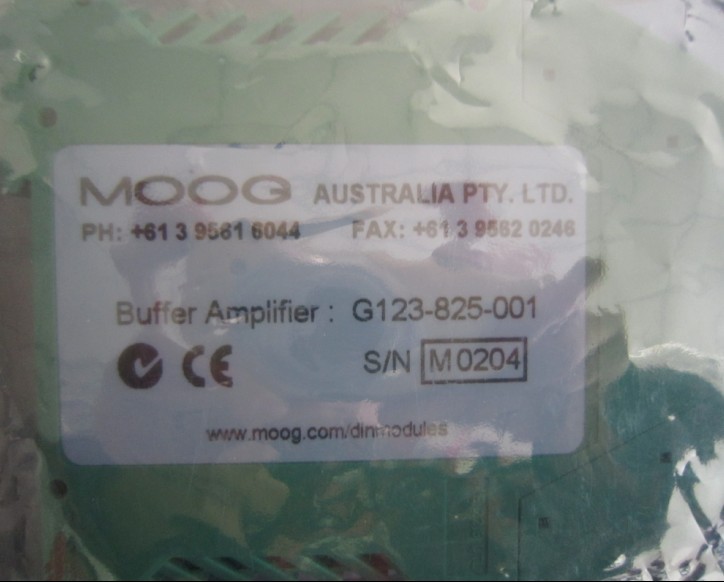 MOOG AUSTRALIA PTY. LTD.
PH: +61 3 9561 6044 FAX: +61 3 9562 0246
Buffer Amplifier : G123-825-001
CE S/N M0204
www.moog.com/dinmodules